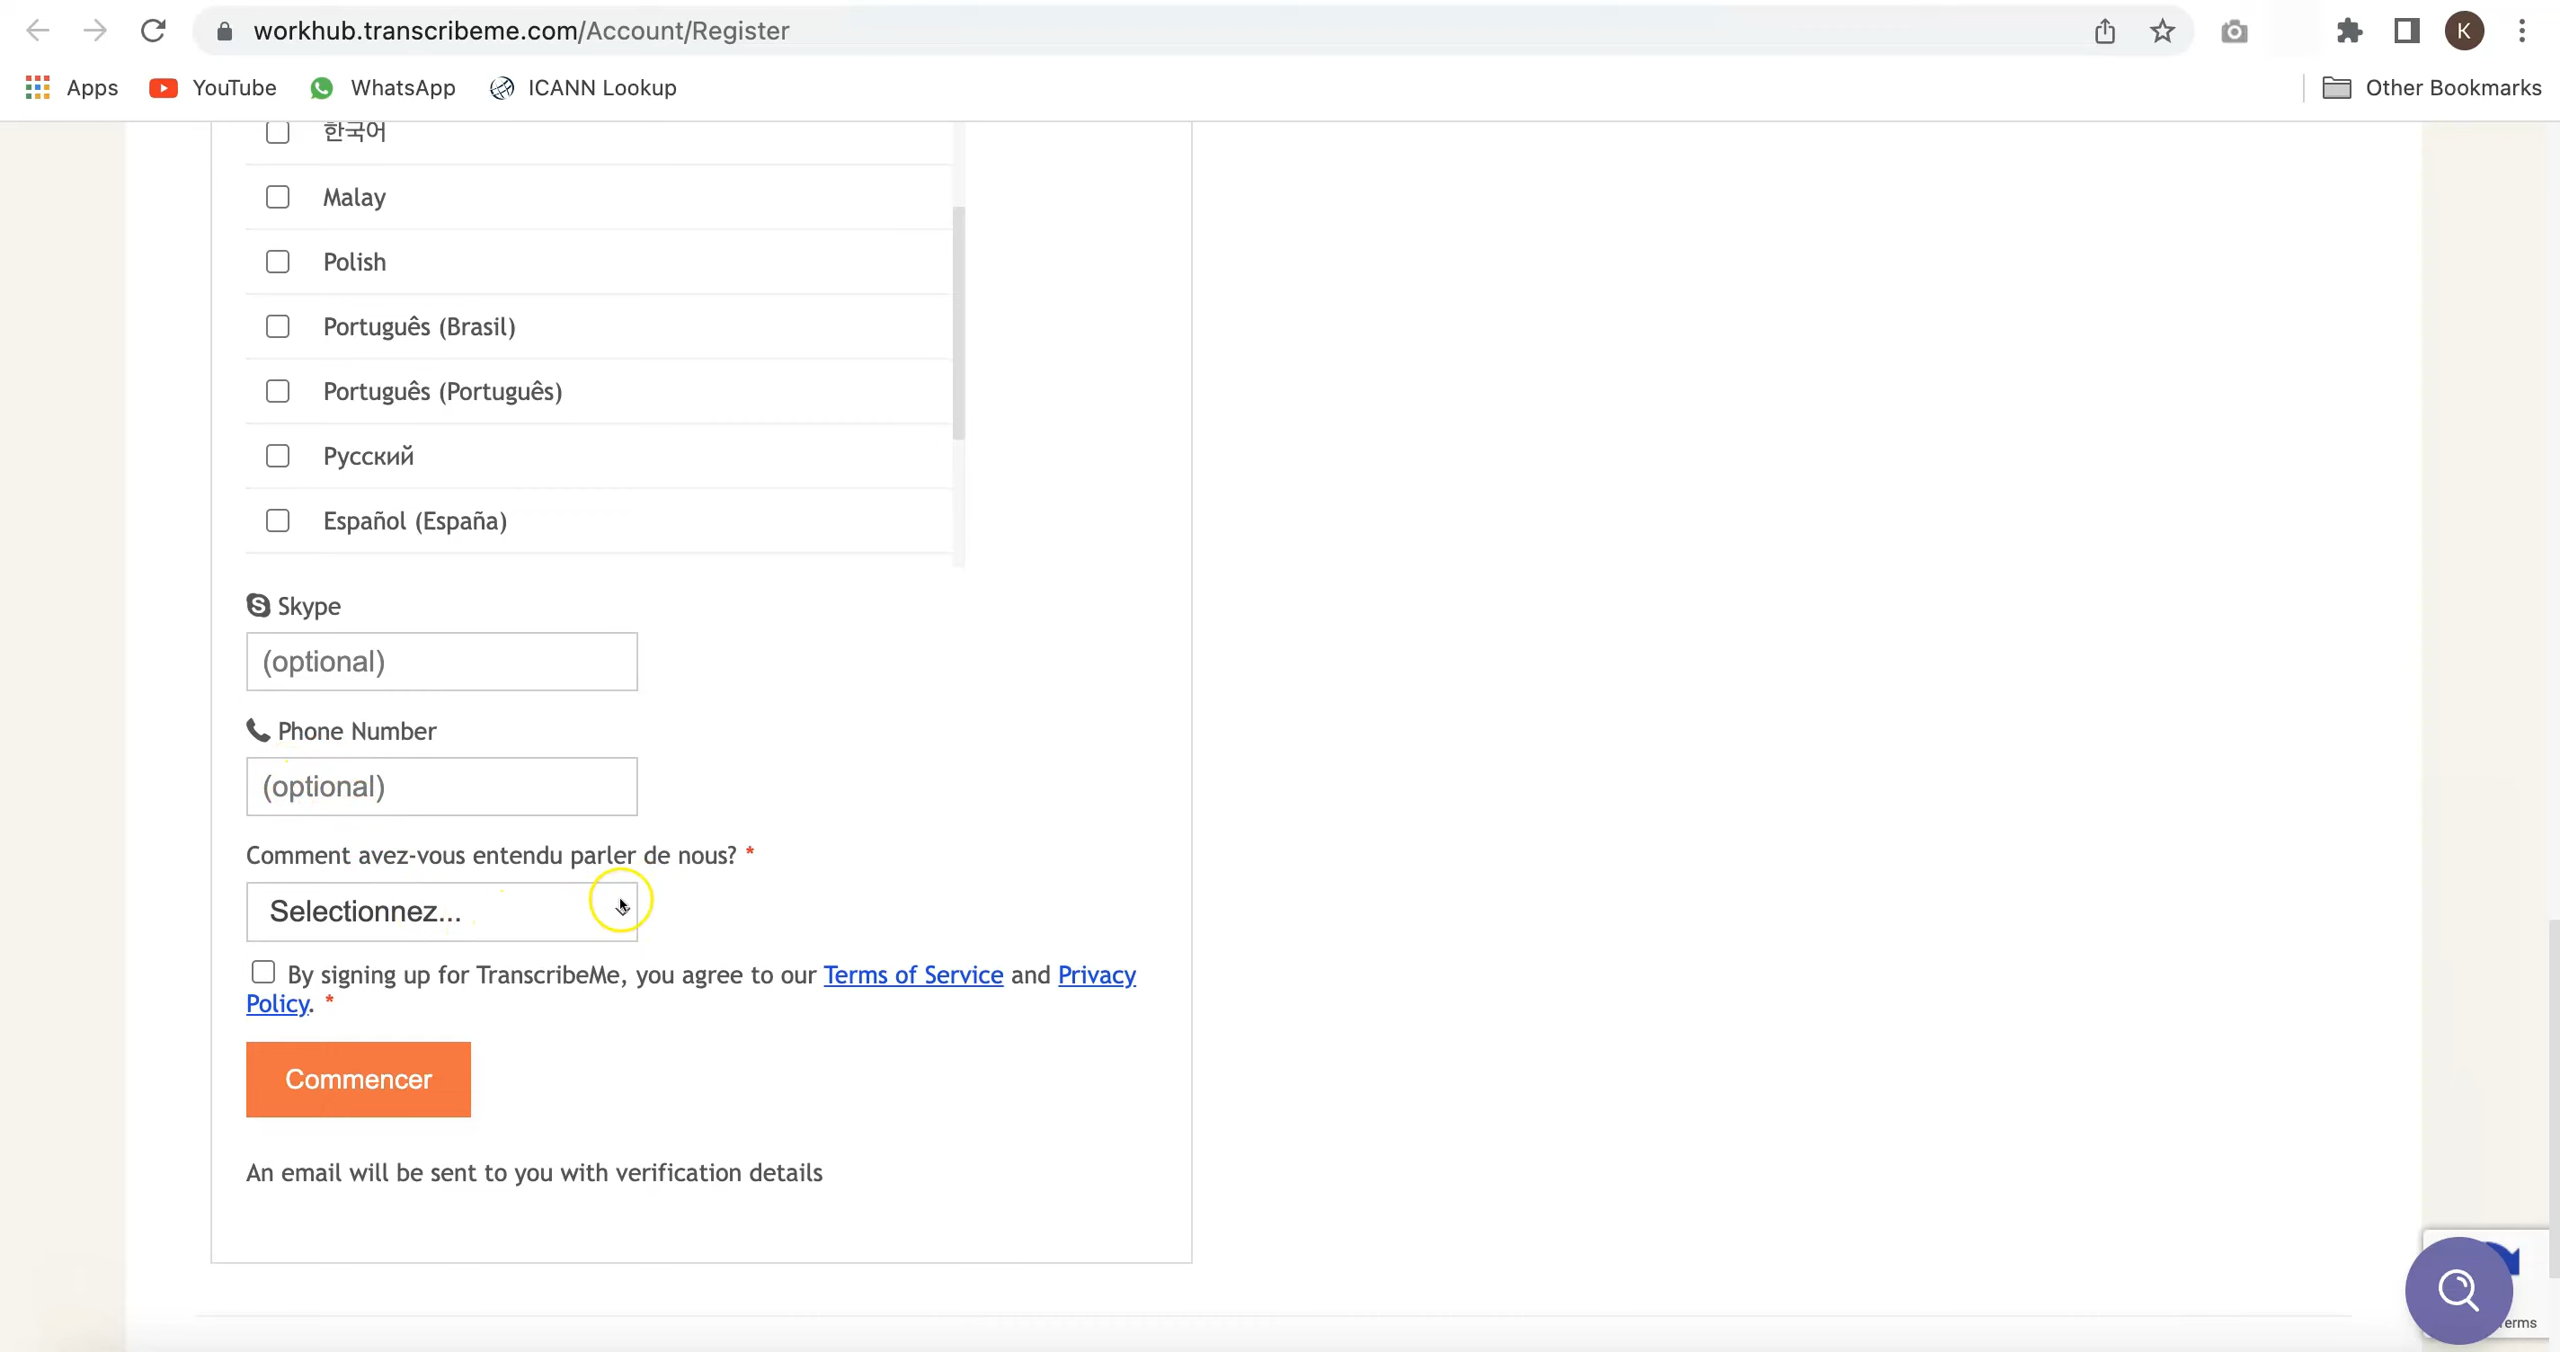 workhub.transcribeme.com/Account/Register
K
Apps YouTube WhatsApp ICANN Lookup Other Bookmarks
한국어
Malay
Polish
Português (Brasil)
Português (Português)
Русский
Español (España)
Skype
(optional)
Phone Number
(optional)
Comment avez-vous entendu parler de nous? *
Selectionnez...
By signing up for TranscribeMe, you agree to our Terms of Service and Privacy
Policy. *
Commencer
An email will be sent to you with verification details